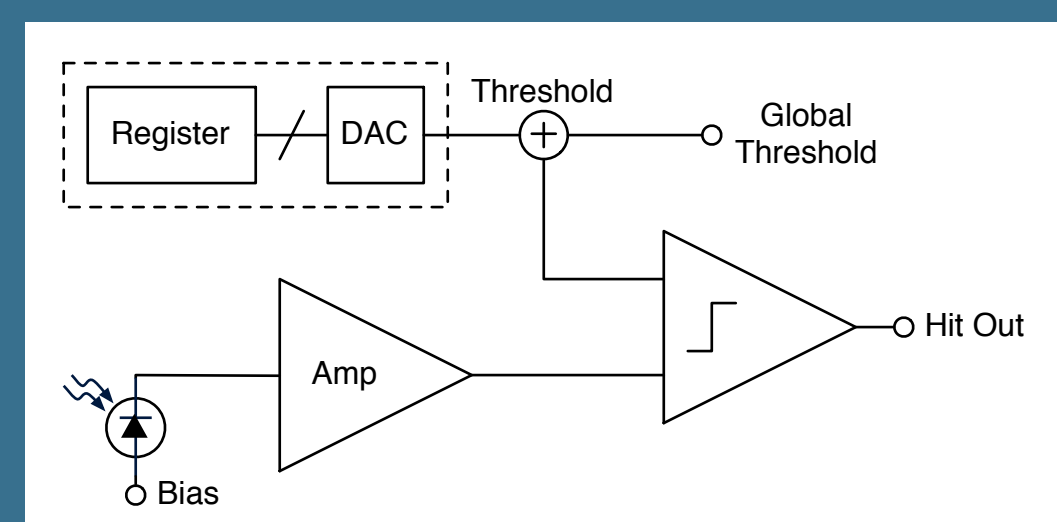 Threshold
Register
DAC
+
Global
Threshold
Amp
Hit Out
Bias